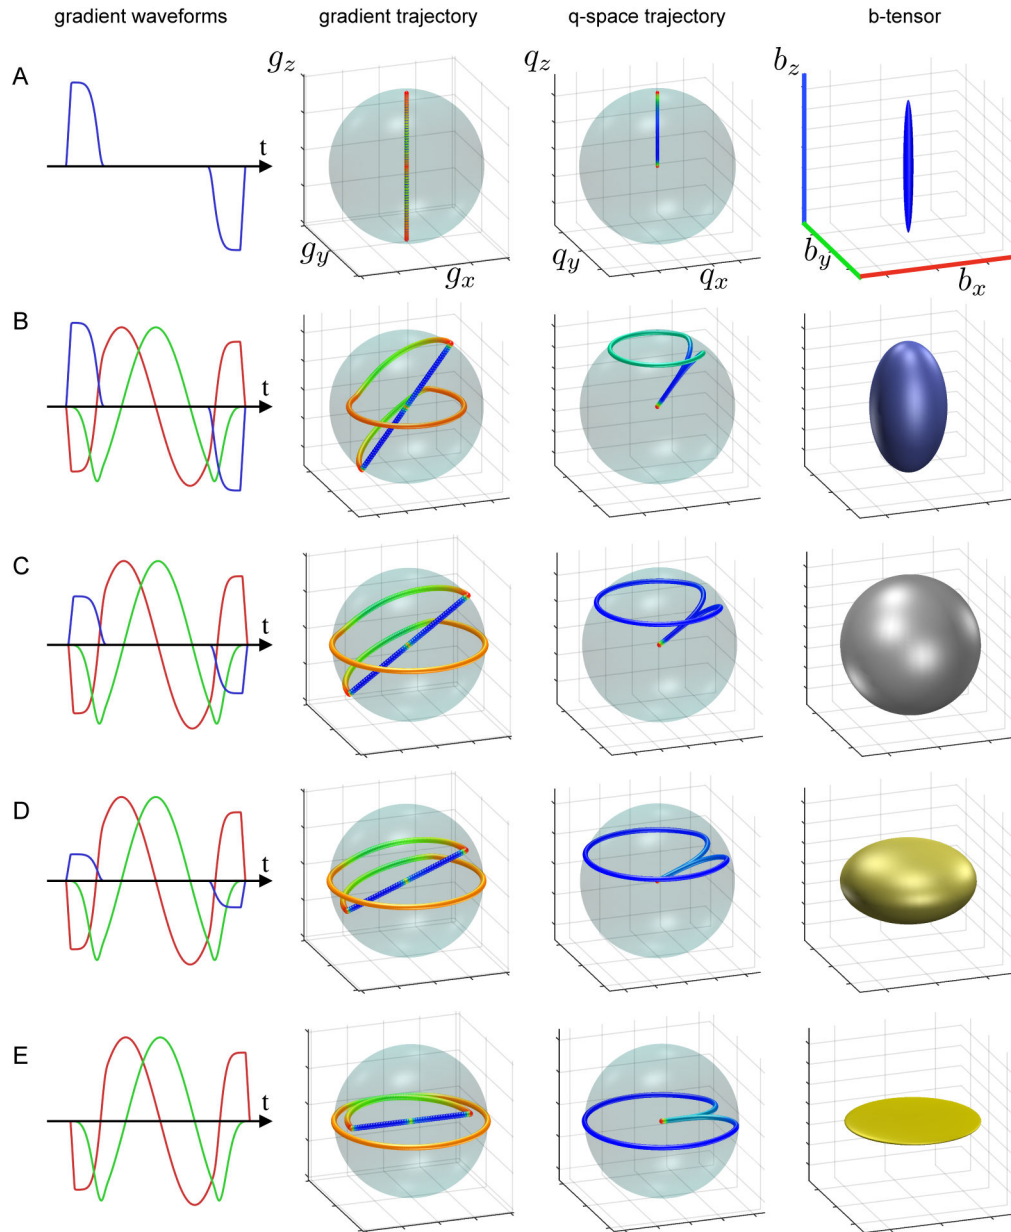 gradient waveforms gradient trajectory q-space trajectory b-tensor
A
t
g_z
g_y
g_x
q_z
q_y
q_x
b_z
b_y
b_x
B
t
C
t
D
t
E
t